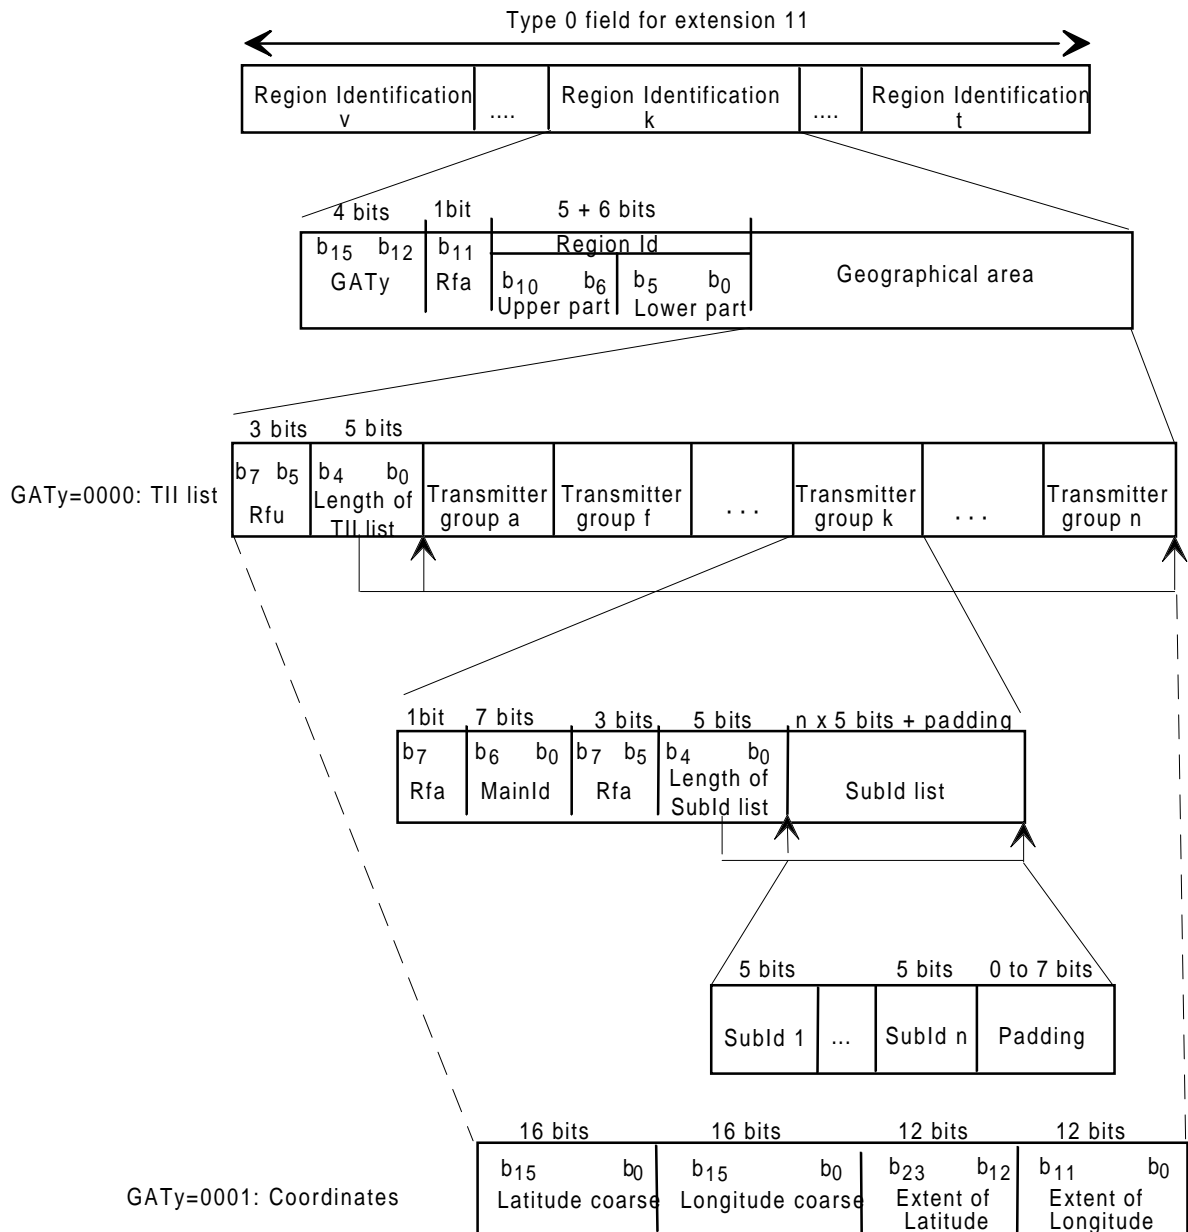 Type 0 field for extension 11
Region Identification v .... Region Identification k .... Region Identification t
4 bits 1bit 5 + 6 bits
b15 b12 b11 Region Id
GATy Rfa b10 b6 b5 b0 Geographical area
Upper part Lower part
3 bits 5 bits
GATy=0000: TII list
b7 b5 b4 b0
Rfu Length of TII list
Transmitter group a Transmitter group f ... Transmitter group k ... Transmitter group n
1bit 7 bits 3 bits 5 bits n x 5 bits + padding
b7 b6 b0 b7 b5 b4 b0
Rfa MainId Rfa Length of SubId list SubId list
5 bits 5 bits 0 to 7 bits
SubId 1 ... SubId n Padding
16 bits 16 bits 12 bits 12 bits
GATy=0001: Coordinates
b15 b0 b15 b0 b23 b12 b11 b0
Latitude coarse Longitude coarse Extent of Latitude Extent of Longitude